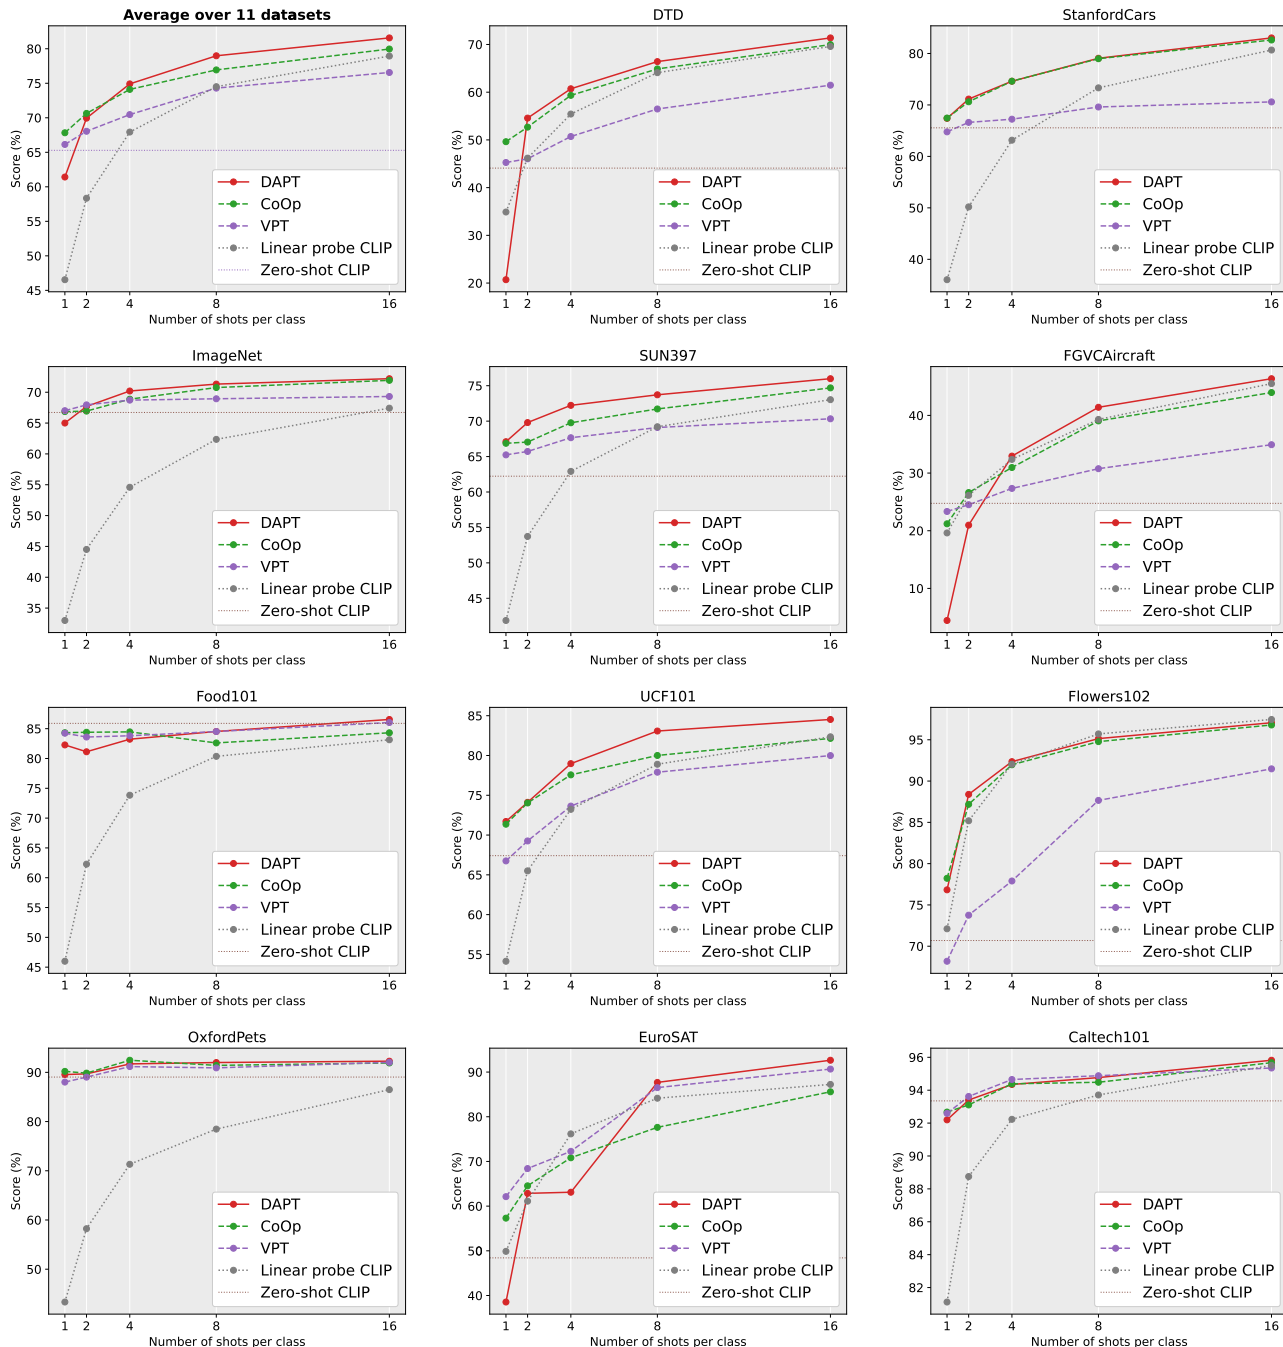 Average over 11 datasets
80
75
70
65
60
55
50
45
Score (%)
DAPT
CoOp
VPT
Linear probe CLIP
Zero-shot CLIP
1 2 4 8 16
Number of shots per class
DTD
70
60
50
40
30
20
Score (%)
DAPT
CoOp
VPT
Linear probe CLIP
Zero-shot CLIP
1 2 4 8 16
Number of shots per class
StanfordCars
80
70
60
50
40
Score (%)
DAPT
CoOp
VPT
Linear probe CLIP
Zero-shot CLIP
1 2 4 8 16
Number of shots per class
ImageNet
70
65
60
55
50
45
40
35
Score (%)
DAPT
CoOp
VPT
Linear probe CLIP
Zero-shot CLIP
1 2 4 8 16
Number of shots per class
SUN397
75
70
65
60
55
50
45
Score (%)
DAPT
CoOp
VPT
Linear probe CLIP
Zero-shot CLIP
1 2 4 8 16
Number of shots per class
FGVCAircraft
40
30
20
10
Score (%)
DAPT
CoOp
VPT
Linear probe CLIP
Zero-shot CLIP
1 2 4 8 16
Number of shots per class
Food101
85
80
75
70
65
60
55
50
45
Score (%)
DAPT
CoOp
VPT
Linear probe CLIP
Zero-shot CLIP
1 2 4 8 16
Number of shots per class
UCF101
85
80
75
70
65
60
55
Score (%)
DAPT
CoOp
VPT
Linear probe CLIP
Zero-shot CLIP
1 2 4 8 16
Number of shots per class
Flowers102
95
90
85
80
75
70
Score (%)
DAPT
CoOp
VPT
Linear probe CLIP
Zero-shot CLIP
1 2 4 8 16
Number of shots per class
OxfordPets
90
80
70
60
50
Score (%)
DAPT
CoOp
VPT
Linear probe CLIP
Zero-shot CLIP
1 2 4 8 16
Number of shots per class
EuroSAT
90
80
70
60
50
40
Score (%)
DAPT
CoOp
VPT
Linear probe CLIP
Zero-shot CLIP
1 2 4 8 16
Number of shots per class
Caltech101
96
94
92
90
88
86
84
82
Score (%)
DAPT
CoOp
VPT
Linear probe CLIP
Zero-shot CLIP
1 2 4 8 16
Number of shots per class